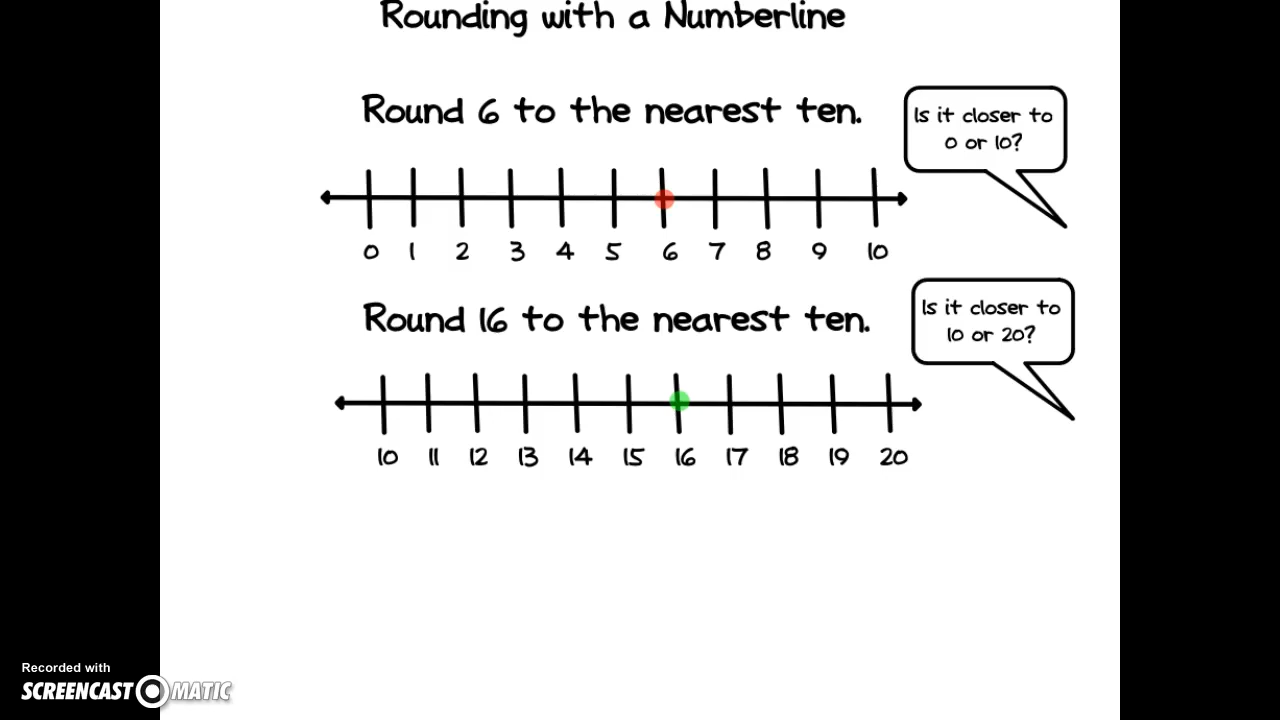 Rounding with a Numberline
Round 6 to the nearest ten.
Is it closer to
0 or 10?
0 1 2 3 4 5 6 7 8 9 10
Round 16 to the nearest ten.
Is it closer to
10 or 20?
10 11 12 13 14 15 16 17 18 19 20
Recorded with
SCREENCAST MATIC